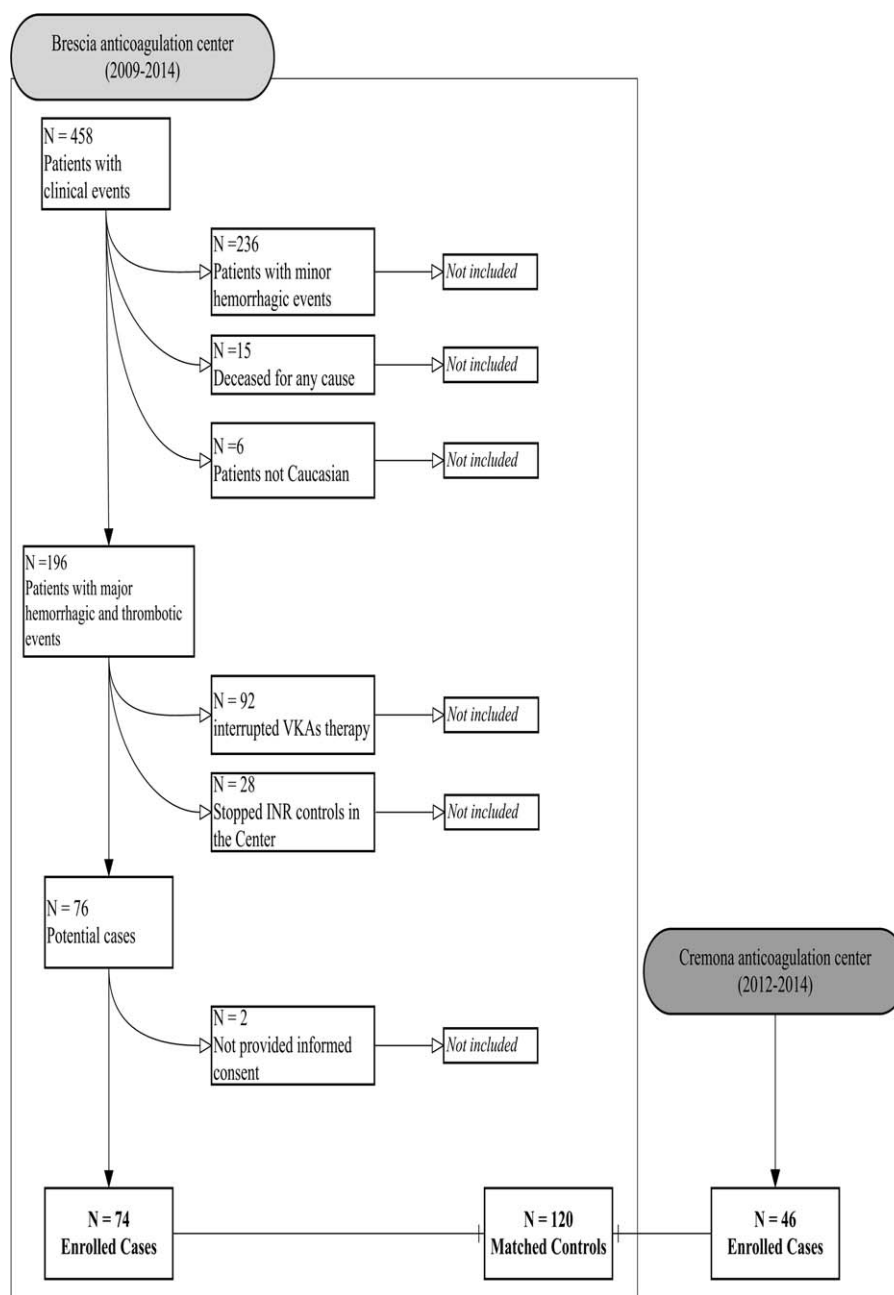 Brescia anticoagulation center
(2009-2014)
N = 458
Patients with
clinical events
N =236
Patients with minor
hemorrhagic events
Not included
N =15
Deceased for any cause
Not included
N =6
Patients not Caucasian
Not included
N =196
Patients with major
hemorrhagic and thrombotic
events
N = 92
interrupted VKAs therapy
Not included
N = 28
Stopped INR controls in
the Center
Not included
N = 76
Potential cases
Cremona anticoagulation center
(2012-2014)
N = 2
Not provided informed
consent
Not included
N = 74
Enrolled Cases
N = 120
Matched Controls
N = 46
Enrolled Cases